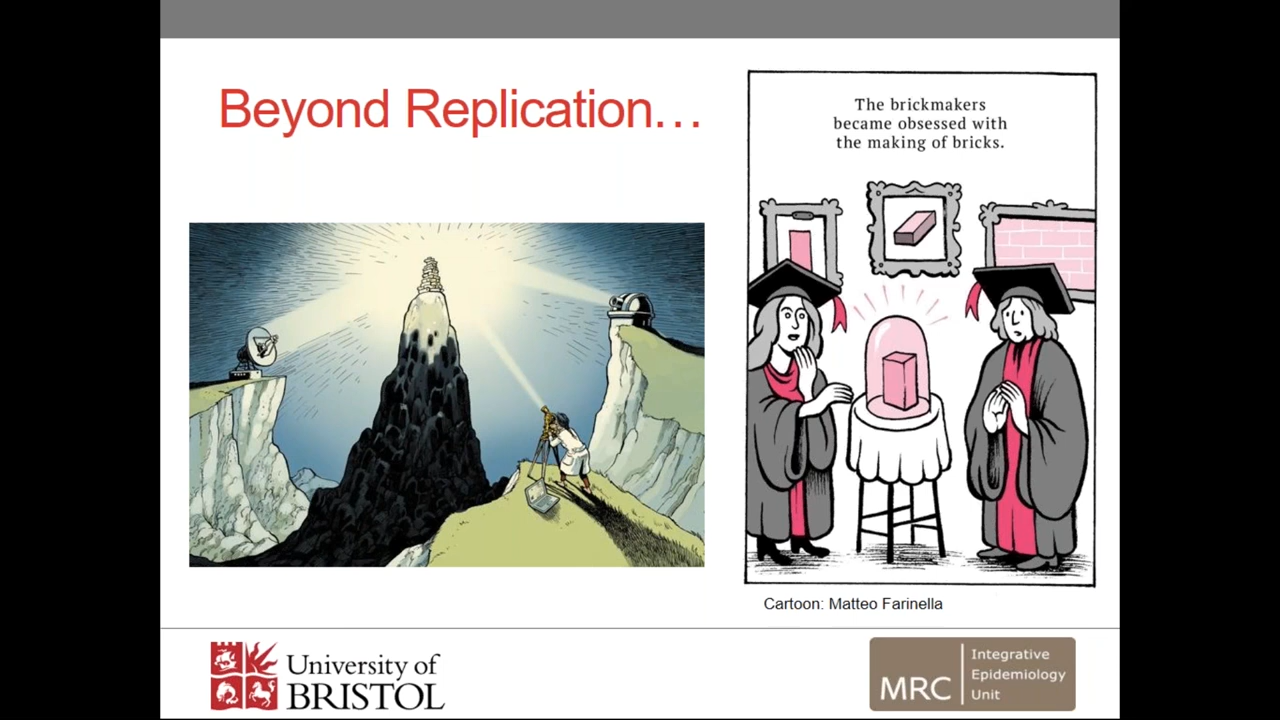 Beyond Replication…
The brickmakers
became obsessed with
the making of bricks.
Cartoon: Matteo Farinella
University of
BRISTOL
MRC
Integrative
Epidemiology
Unit